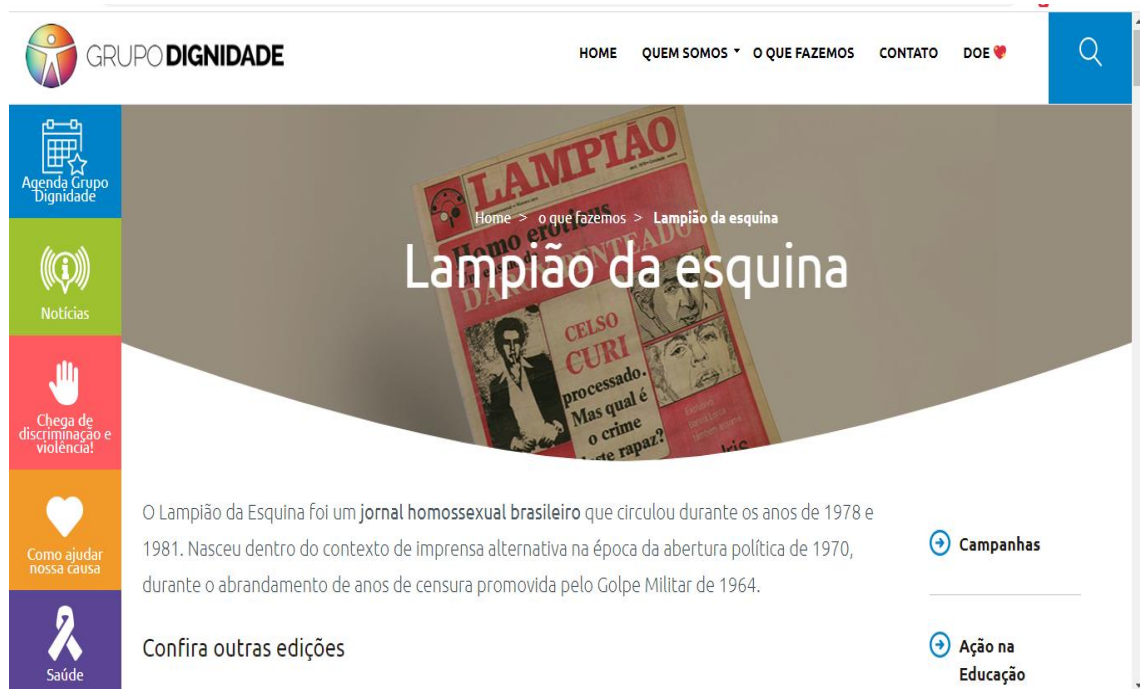 GRUPO DIGNIDADE
HOME QUEM SOMOS O QUE FAZEMOS CONTATO DOE
Agenda Grupo
Dignidade
Notícias
Chega de
discriminação e
violência!
Como ajudar
nossa causa
Saúde
LAMPIÃO
Homo eroticus
CELSO
CURI
processado.
Mas qual é
o crime
deste rapaz?
Home > o que fazemos > Lampião da esquina
Lampião da esquina
O Lampião da Esquina foi um jornal homossexual brasileiro que circulou durante os anos de 1978 e
1981. Nasceu dentro do contexto de imprensa alternativa na época da abertura política de 1970,
durante o abrandamento de anos de censura promovida pelo Golpe Militar de 1964.
Confira outras edições
Campanhas
Ação na
Educação